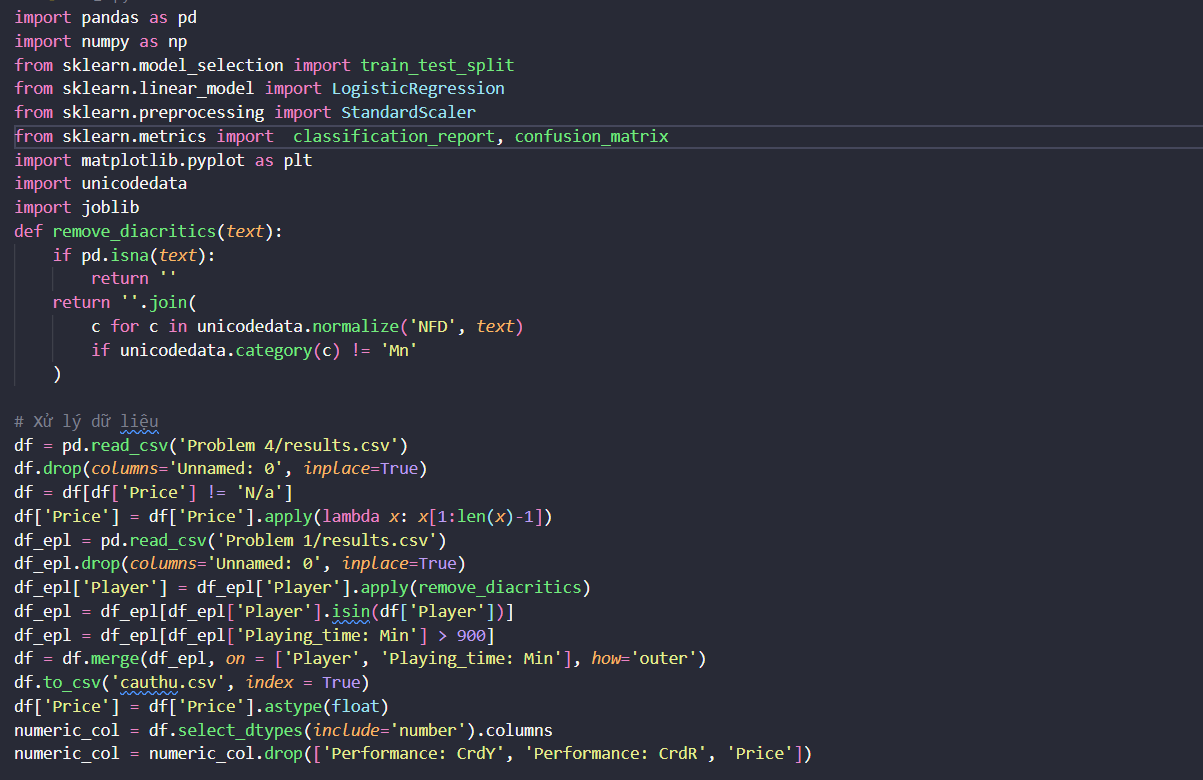 import pandas as pd
import numpy as np
from sklearn.model_selection import train_test_split
from sklearn.linear_model import LogisticRegression
from sklearn.preprocessing import StandardScaler
from sklearn.metrics import  classification_report, confusion_matrix
import matplotlib.pyplot as plt
import unicodedata
import joblib
def remove_diacritics(text):
    if pd.isna(text):
        return ''
    return ''.join(
        c for c in unicodedata.normalize('NFD', text)
        if unicodedata.category(c) != 'Mn'
    )

# Xử lý dữ liệu
df = pd.read_csv('Problem 4/results.csv')
df.drop(columns='Unnamed: 0', inplace=True)
df = df[df['Price'] != 'N/a']
df['Price'] = df['Price'].apply(lambda x: x[1:len(x)-1])
df_epl = pd.read_csv('Problem 1/results.csv')
df_epl.drop(columns='Unnamed: 0', inplace=True)
df_epl['Player'] = df_epl['Player'].apply(remove_diacritics)
df_epl = df_epl[df_epl['Player'].isin(df['Player'])]
df_epl = df_epl[df_epl['Playing_time: Min'] > 900]
df = df.merge(df_epl, on = ['Player', 'Playing_time: Min'], how='outer')
df.to_csv('cauthu.csv', index = True)
df['Price'] = df['Price'].astype(float)
numeric_col = df.select_dtypes(include='number').columns
numeric_col = numeric_col.drop(['Performance: CrdY', 'Performance: CrdR', 'Price'])